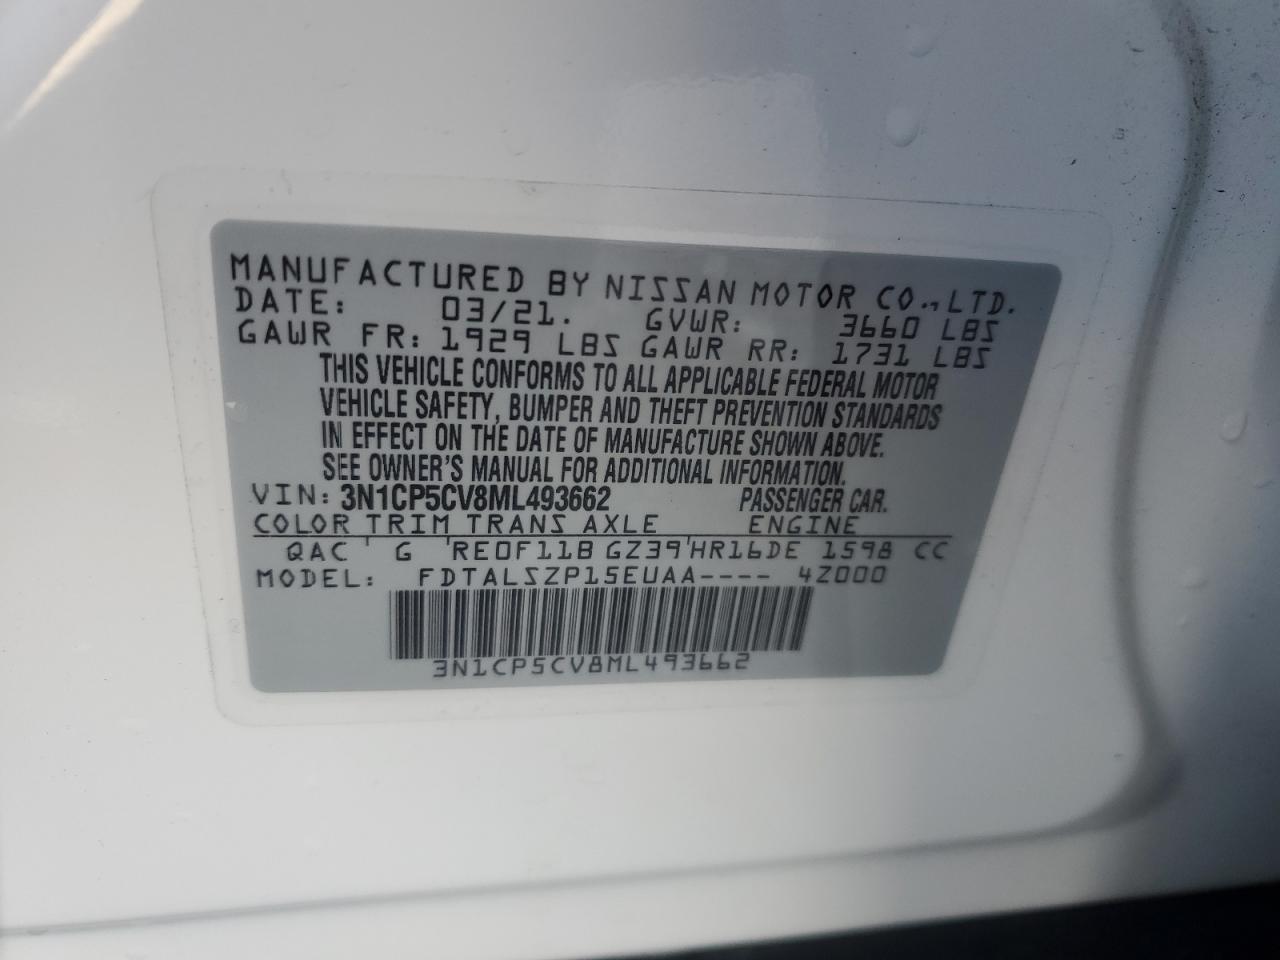 MANUFACTURED BY NISSAN MOTOR CO., LTD.
DATE: 03/21. GVWR: 3660 LBS
GAWR FR: 1929 LBS GAWR RR: 1731 LBS
THIS VEHICLE CONFORMS TO ALL APPLICABLE FEDERAL MOTOR
VEHICLE SAFETY, BUMPER AND THEFT PREVENTION STANDARDS
IN EFFECT ON THE DATE OF MANUFACTURE SHOWN ABOVE.
SEE OWNER'S MANUAL FOR ADDITIONAL INFORMATION.
VIN: 3N1CP5CV8ML493662 PASSENGER CAR.
COLOR TRIM TRANS AXLE ENGINE
QAC ' G 'RE0F11B GZ39'HR16DE 1598 CC
MODEL: FDTALSZP15EUAA---- 4Z000
3N1CP5CV8ML493662